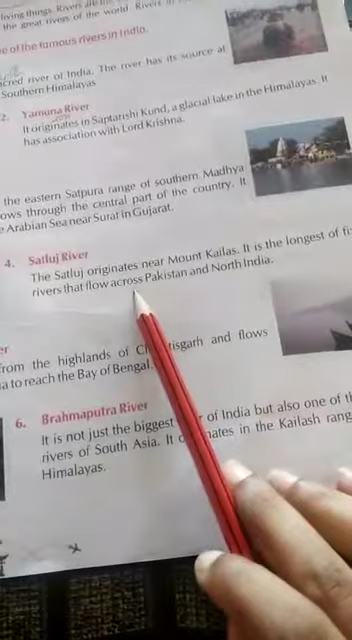 living things. Rivers are the
the great rivers of the world. Rivers in
e of the famous rivers in India.
cred river of India. The river has its source at
Southern Himalayas
2. Yamuna River
It originates in Saptarishi Kund, a glacial lake in the Himalayas. It
has association with Lord Krishna.
the eastern Satpura range of southern Madhya
ows through the central part of the country. It
e Arabian Sea near Surat in Gujarat.
4. Satluj River
The Satluj originates near Mount Kailas. It is the longest of fi
rivers that flow across Pakistan and North India.
er
from the highlands of Ch tisgarh and flows
a to reach the Bay of Bengal.
6. Brahmaputra River
It is not just the biggest r of India but also one of th
rivers of South Asia. It o nates in the Kailash rang
Himalayas.